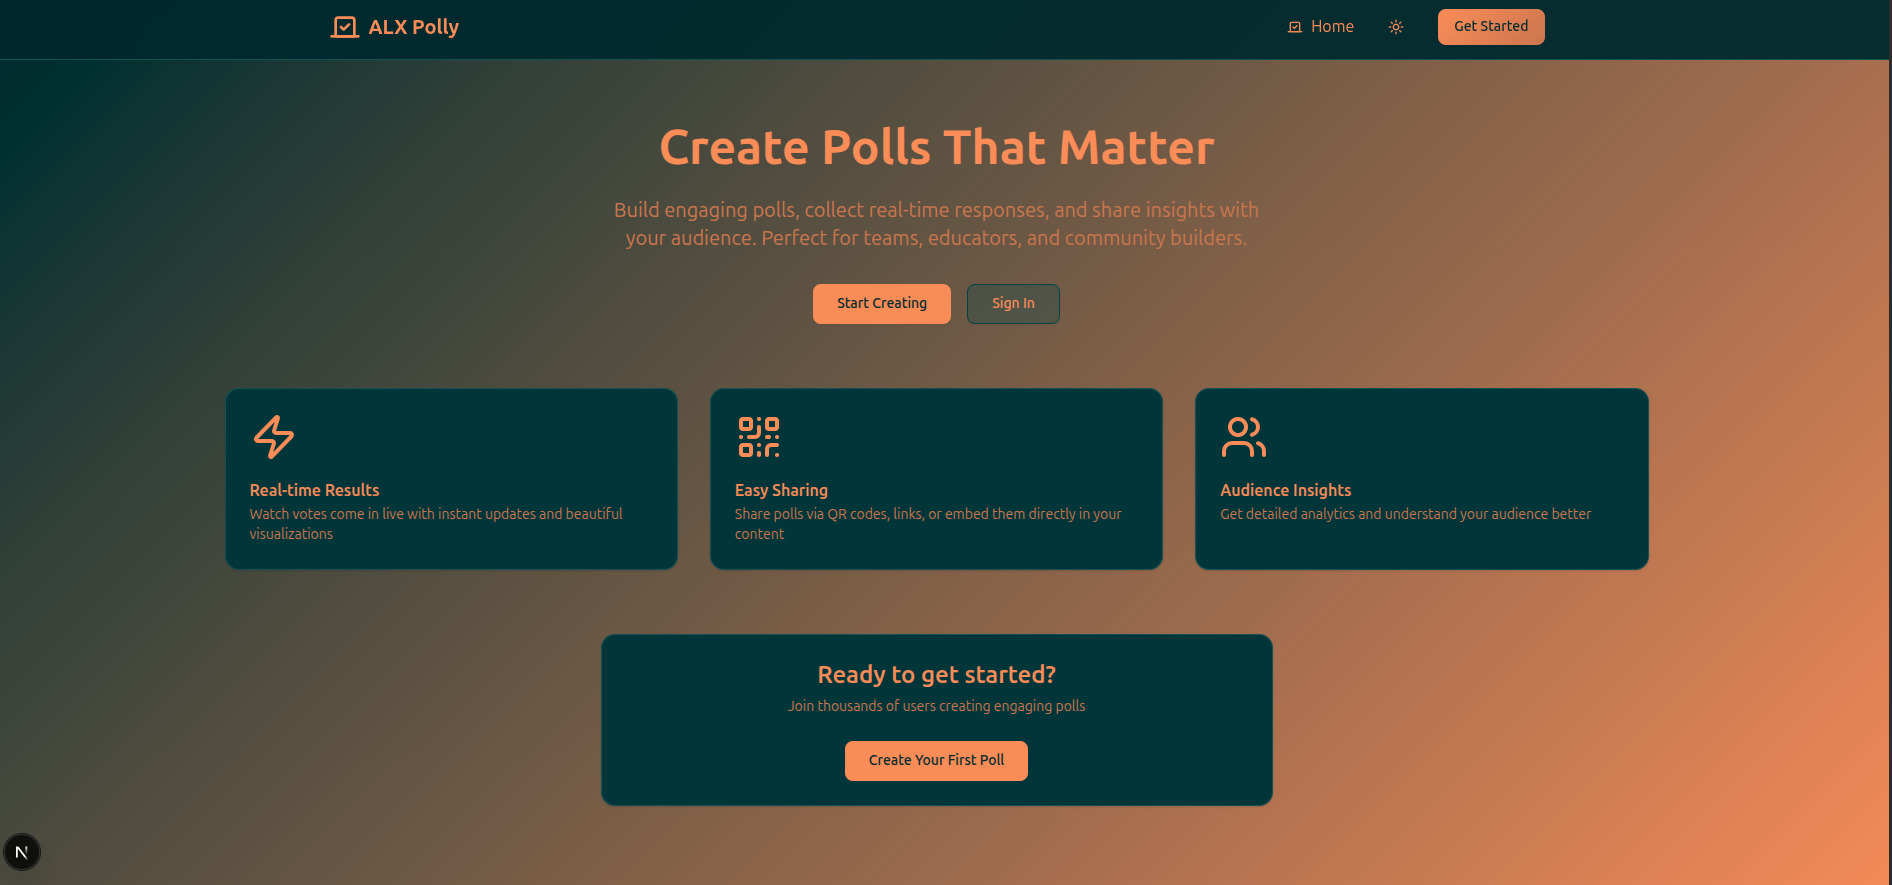 ALX Polly
Home
Get Started
Create Polls That Matter
Build engaging polls, collect real-time responses, and share insights with
your audience. Perfect for teams, educators, and community builders.
Start Creating
Sign In
Real-time Results
Watch votes come in live with instant updates and beautiful
visualizations
Easy Sharing
Share polls via QR codes, links, or embed them directly in your
content
Audience Insights
Get detailed analytics and understand your audience better
Ready to get started?
Join thousands of users creating engaging polls
Create Your First Poll
N